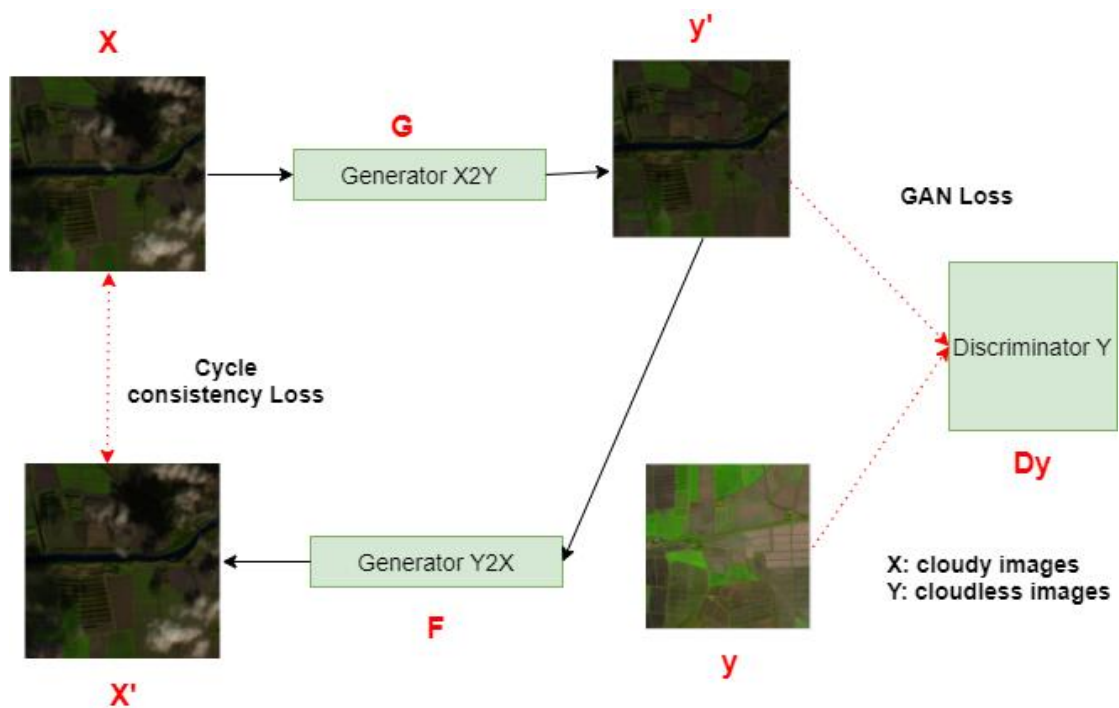 X
y'
G
Generator X2Y
GAN Loss
Discriminator Y
Cycle
consistency Loss
Dy
Generator Y2X
X: cloudy images
Y: cloudless images
F
y
X'